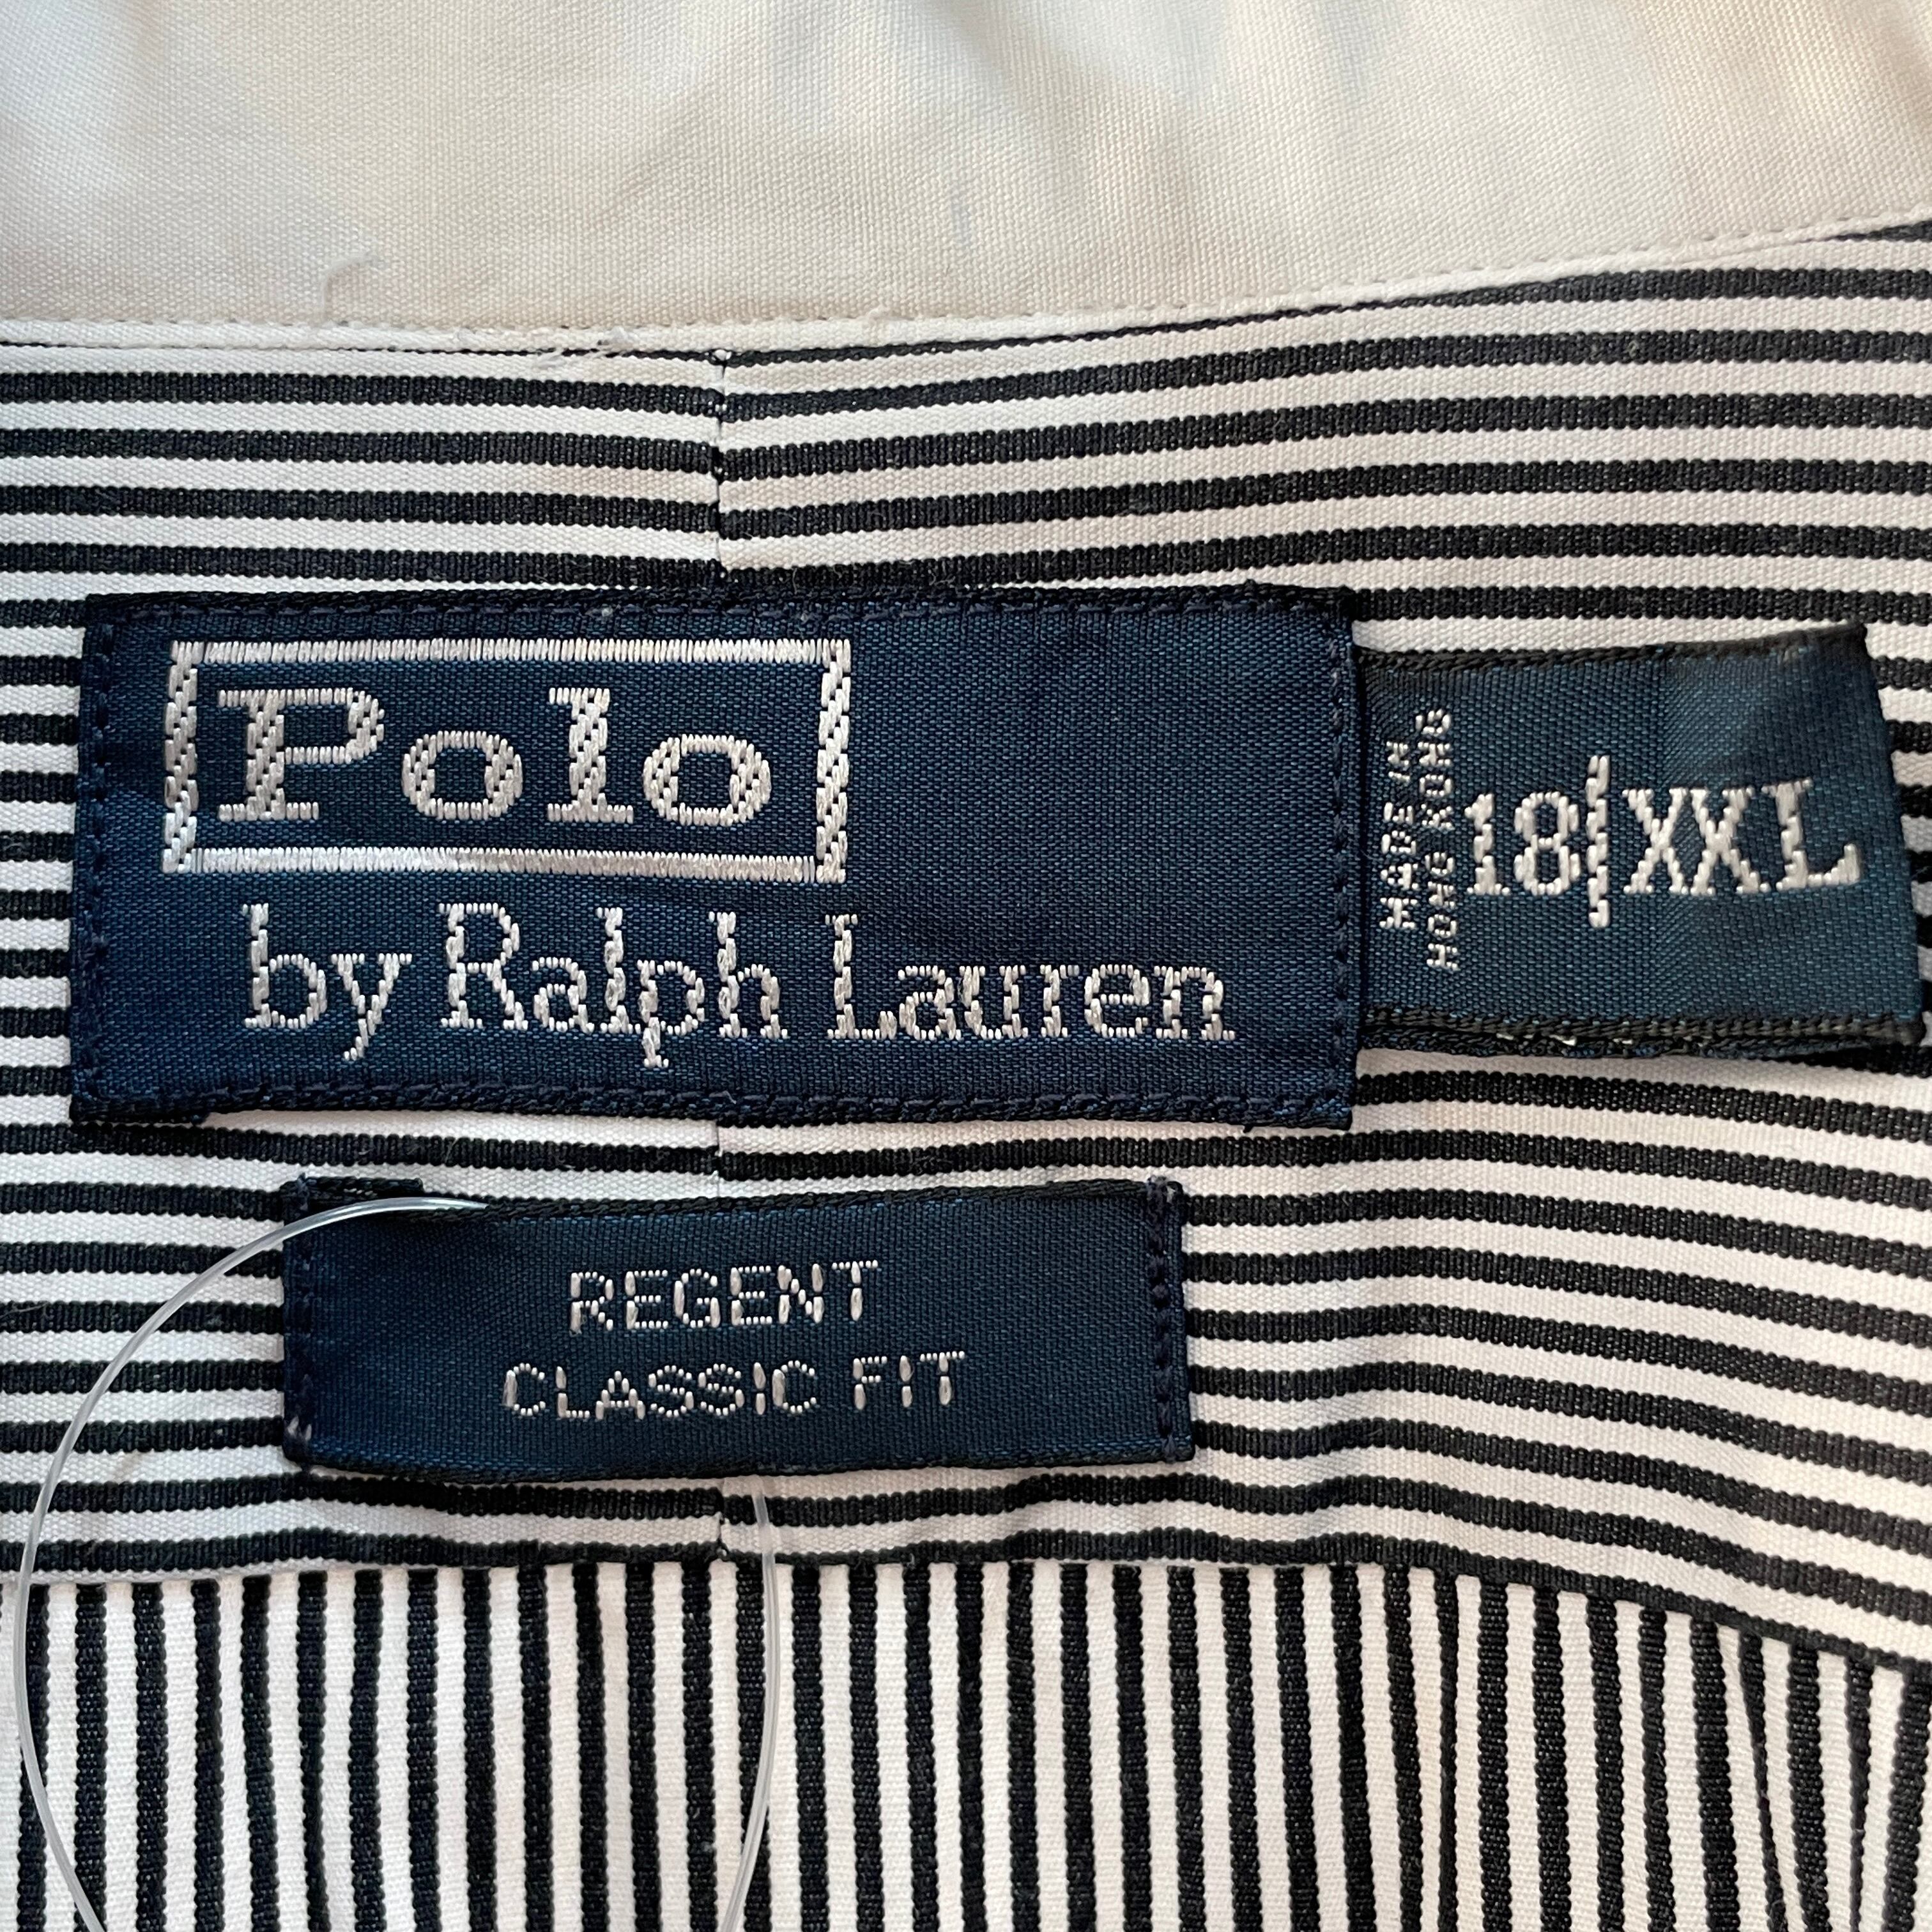 Polo
by Ralph Lauren
MADE IN
HONG KONG
18|XXL
REGENT
CLASSIC FIT